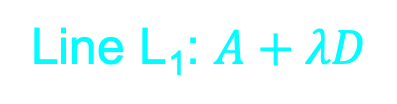 Line L₁: A + λD